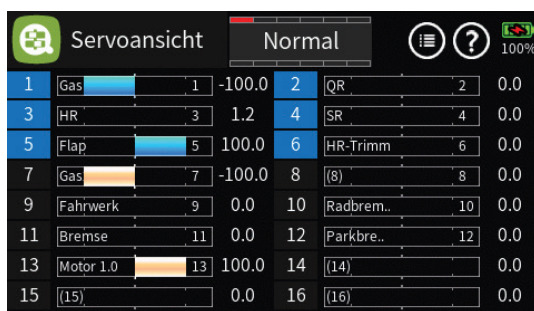 Servoansicht Normal 100%
1 Gas 1 -100.0 2 QR 2 0.0
3 HR 3 1.2 4 SR 4 0.0
5 Flap 5 100.0 6 HR-Trimm 6 0.0
7 Gas 7 -100.0 8 (8) 8 0.0
9 Fahrwerk 9 0.0 10 Radbrem.. 10 0.0
11 Bremse 11 0.0 12 Parkbre.. 12 0.0
13 Motor 1.0 13 100.0 14 (14) 0.0
15 (15) 0.0 16 (16) 0.0